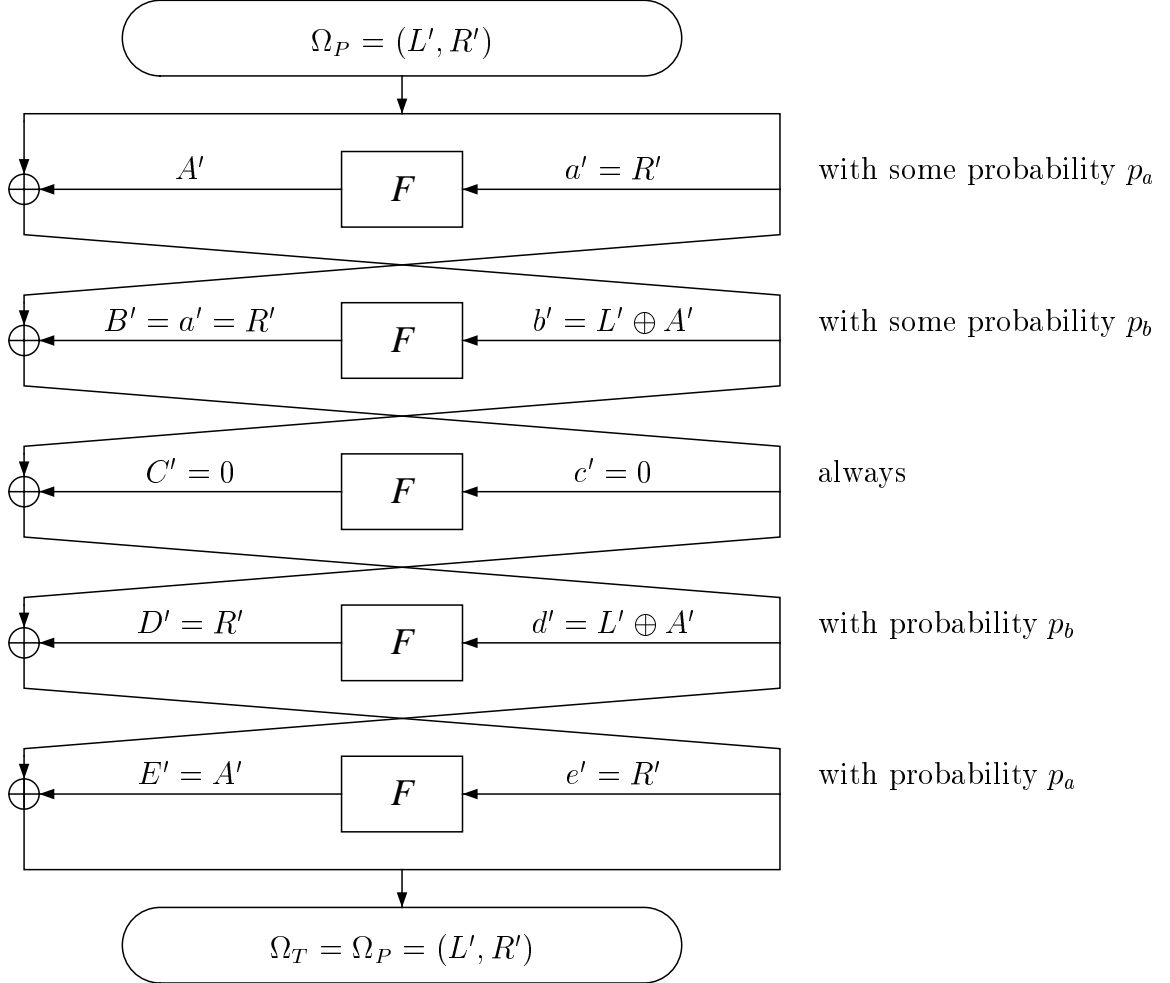 Ω_P = (L′, R′)
A′ F a′ = R′ with some probability p_a
B′ = a′ = R′ F b′ = L′ ⊕ A′ with some probability p_b
C′ = 0 F c′ = 0 always
D′ = R′ F d′ = L′ ⊕ A′ with probability p_b
E′ = A′ F e′ = R′ with probability p_a
Ω_T = Ω_P = (L′, R′)